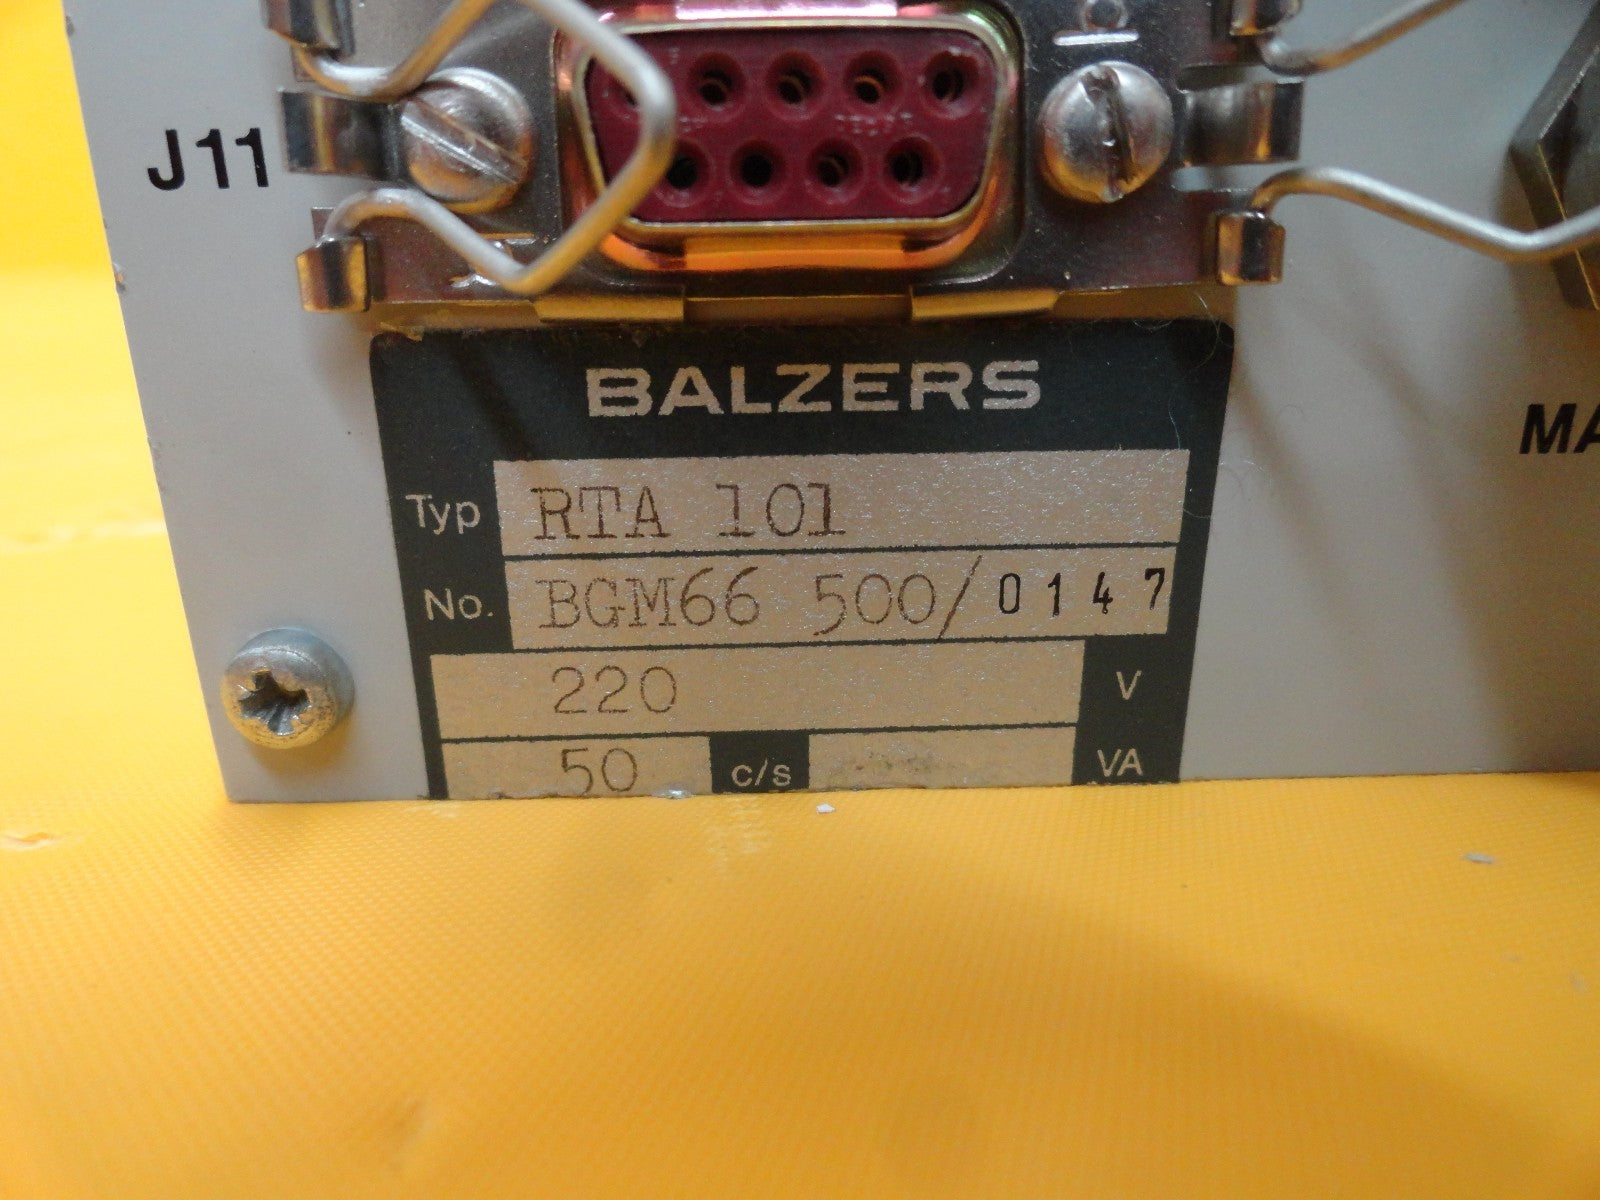 J11
BALZERS
Typ RTA 101
No. BGM66 500/0147
220 V
50 c/s VA
MA